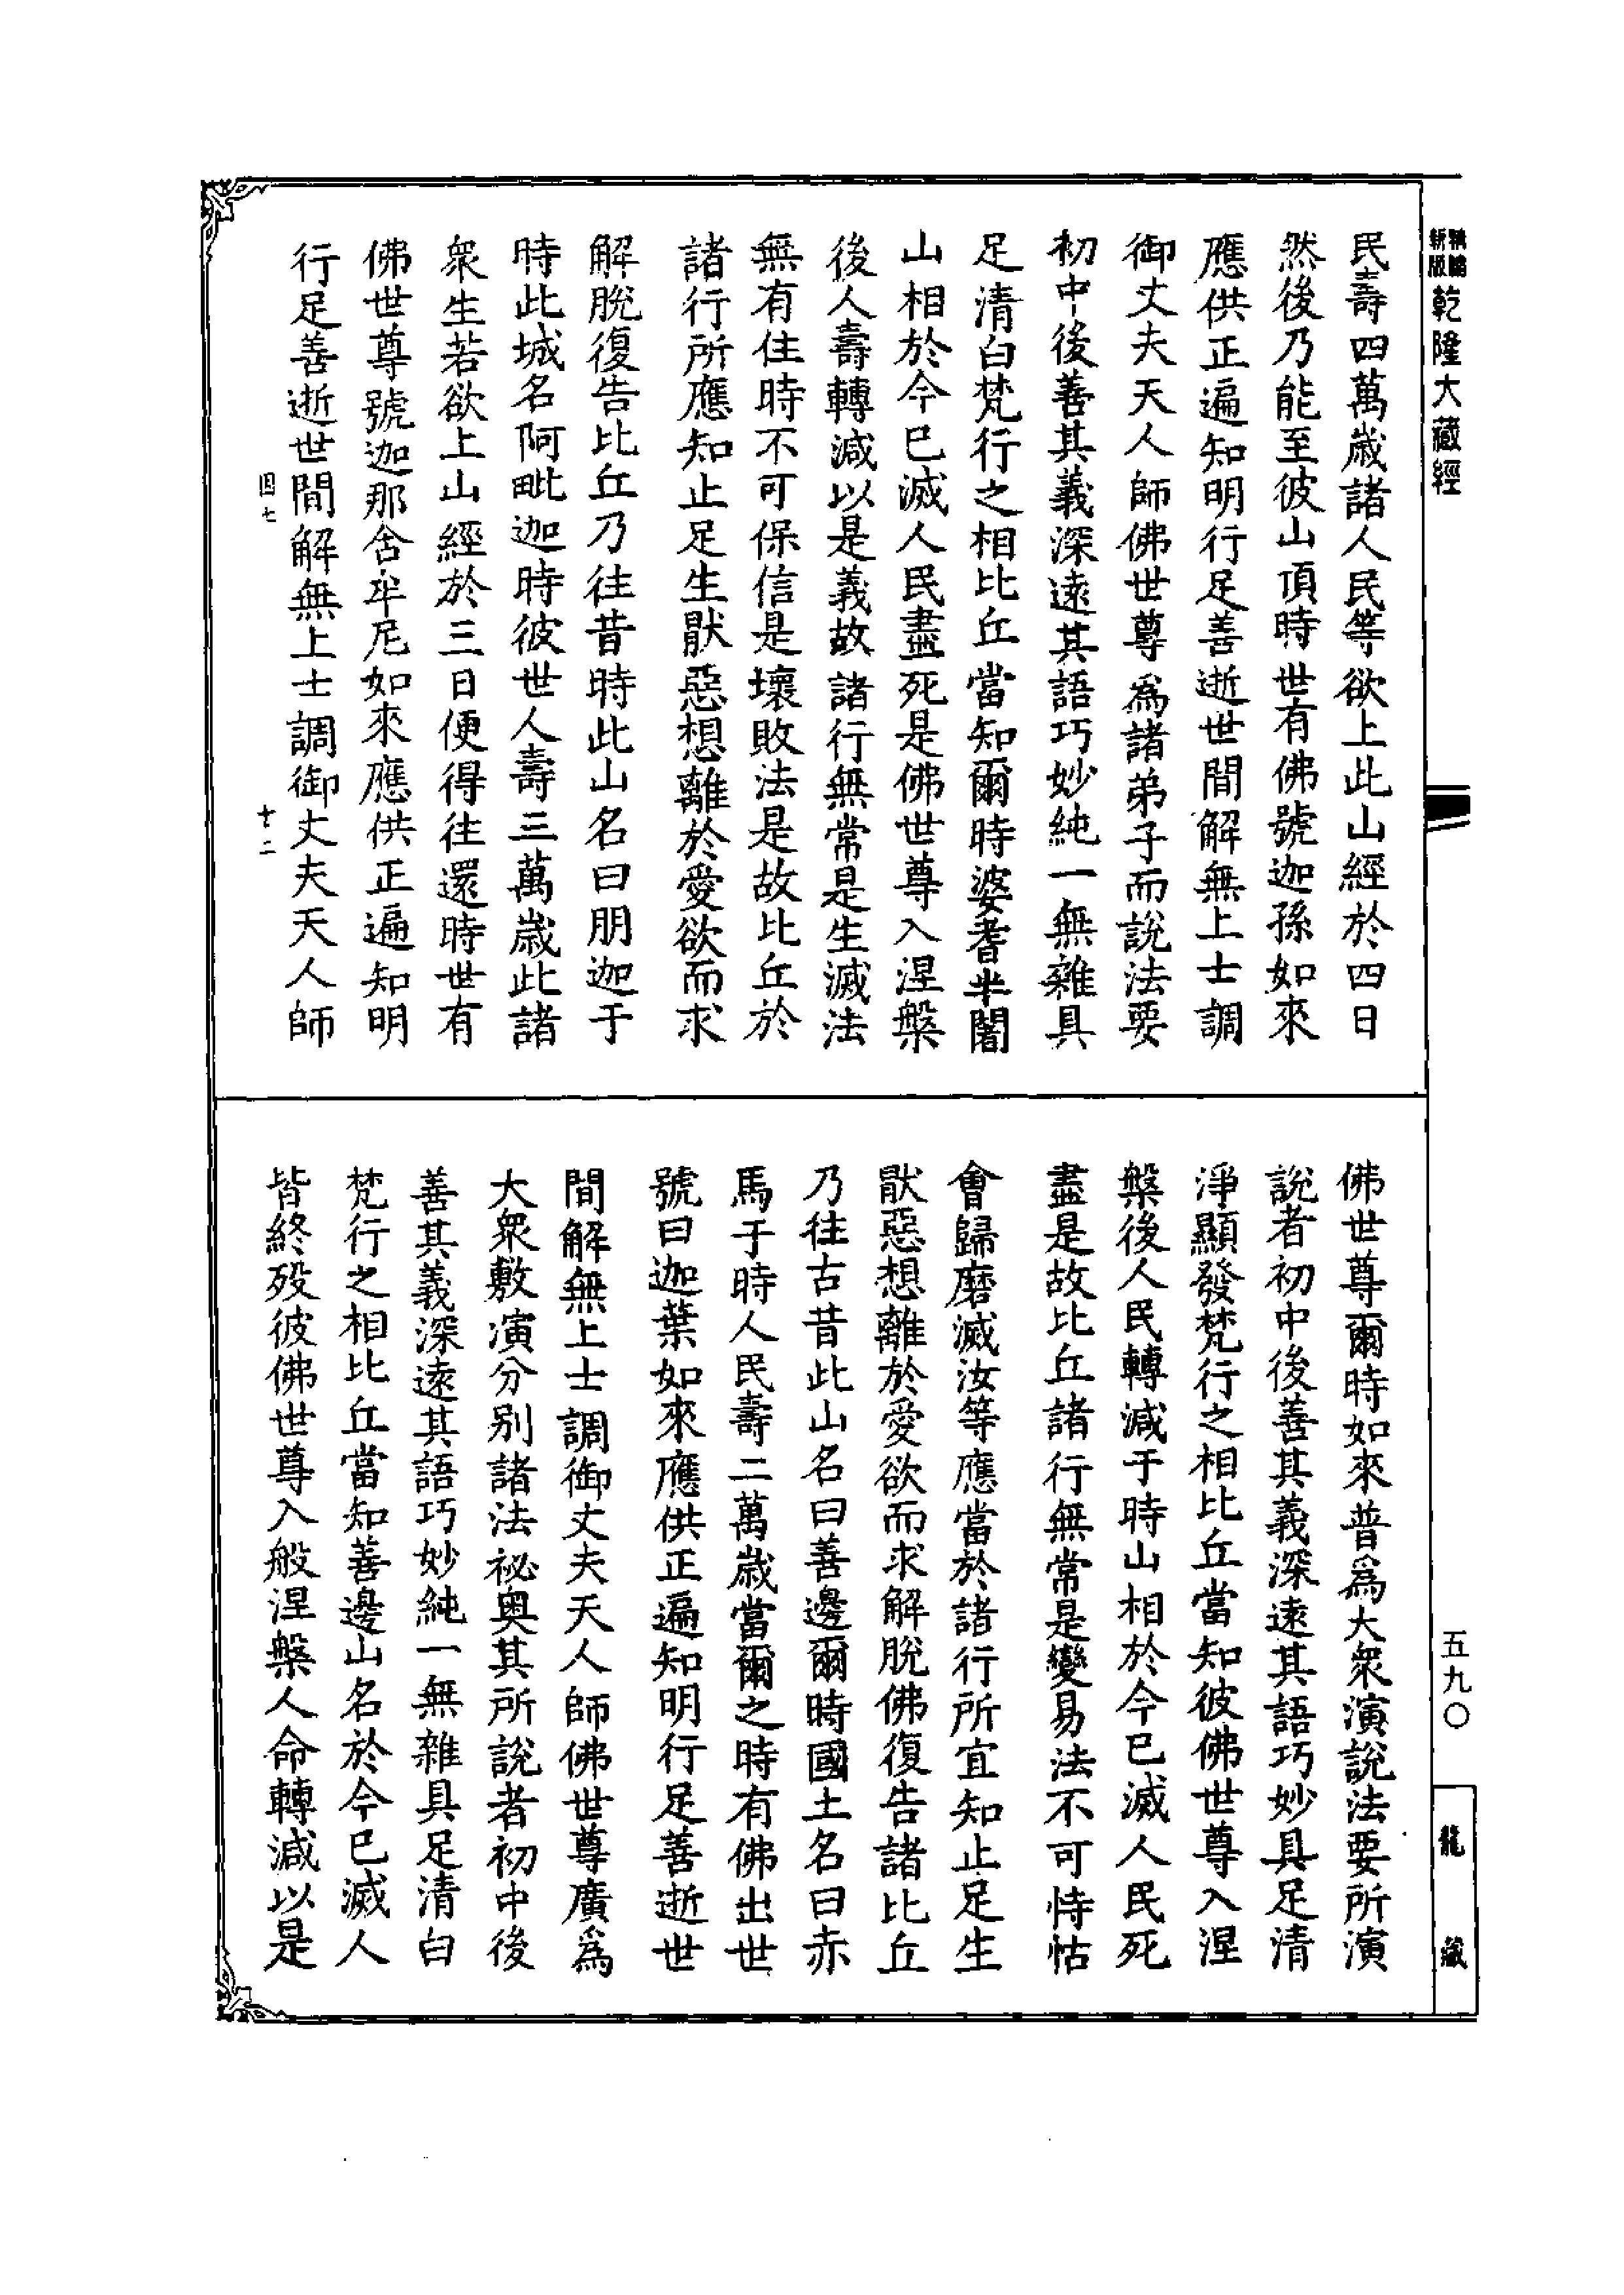 乾隆大藏經
民壽四萬歲諸人民等欲上此山經於四日
然後乃能至彼山頂時世有佛號迦孫如來
應供正遍知明行足善逝世間解無上士調
御丈夫天人師佛世尊為諸弟子而說法要
初中後善其義深遠其語巧妙純一無雜具
足清白梵行之相比丘當知爾時婆耆半闍
山相於今已滅人民盡死是佛世尊入涅槃
後人壽轉減以是義故諸行無常是生滅法
無有住時不可保信是壞敗法是故比丘於
諸行所應知止足生猒惡想離於愛欲而求
解脫復告比丘乃往昔時此山名曰朋迦于
時此城名阿毗迦時彼世人壽三萬歲此諸
衆生若欲上山經於三日便得往還時世有
佛世尊號迦那含牟尼如來應供正遍知明
行足善逝世間解無上士調御丈夫天人師
四七
十二
佛世尊爾時如來普為大衆演說法要所演
說者初中後善其義深遠其語巧妙具足清
淨顯發梵行之相比丘當知彼佛世尊入涅
槃後人民轉減于時山相於今已滅人民死
盡是故比丘諸行無常是變易法不可恃怙
會歸磨滅汝等應當於諸行所宜知止足生
猒惡想離於愛欲而求解脫佛復告諸比丘
乃往古昔此山名曰善邊爾時國土名曰赤
馬于時人民壽二萬歲當爾之時有佛出世
號曰迦葉如來應供正遍知明行足善逝世
間解無上士調御丈夫天人師佛世尊廣為
大衆敷演分別諸法祕奧其所說者初中後
善其義深遠其語巧妙純一無雜具足清白
梵行之相比丘當知善邊山名於今已滅人
皆終歿彼佛世尊入般涅槃人命轉減以是
五九〇
龍藏